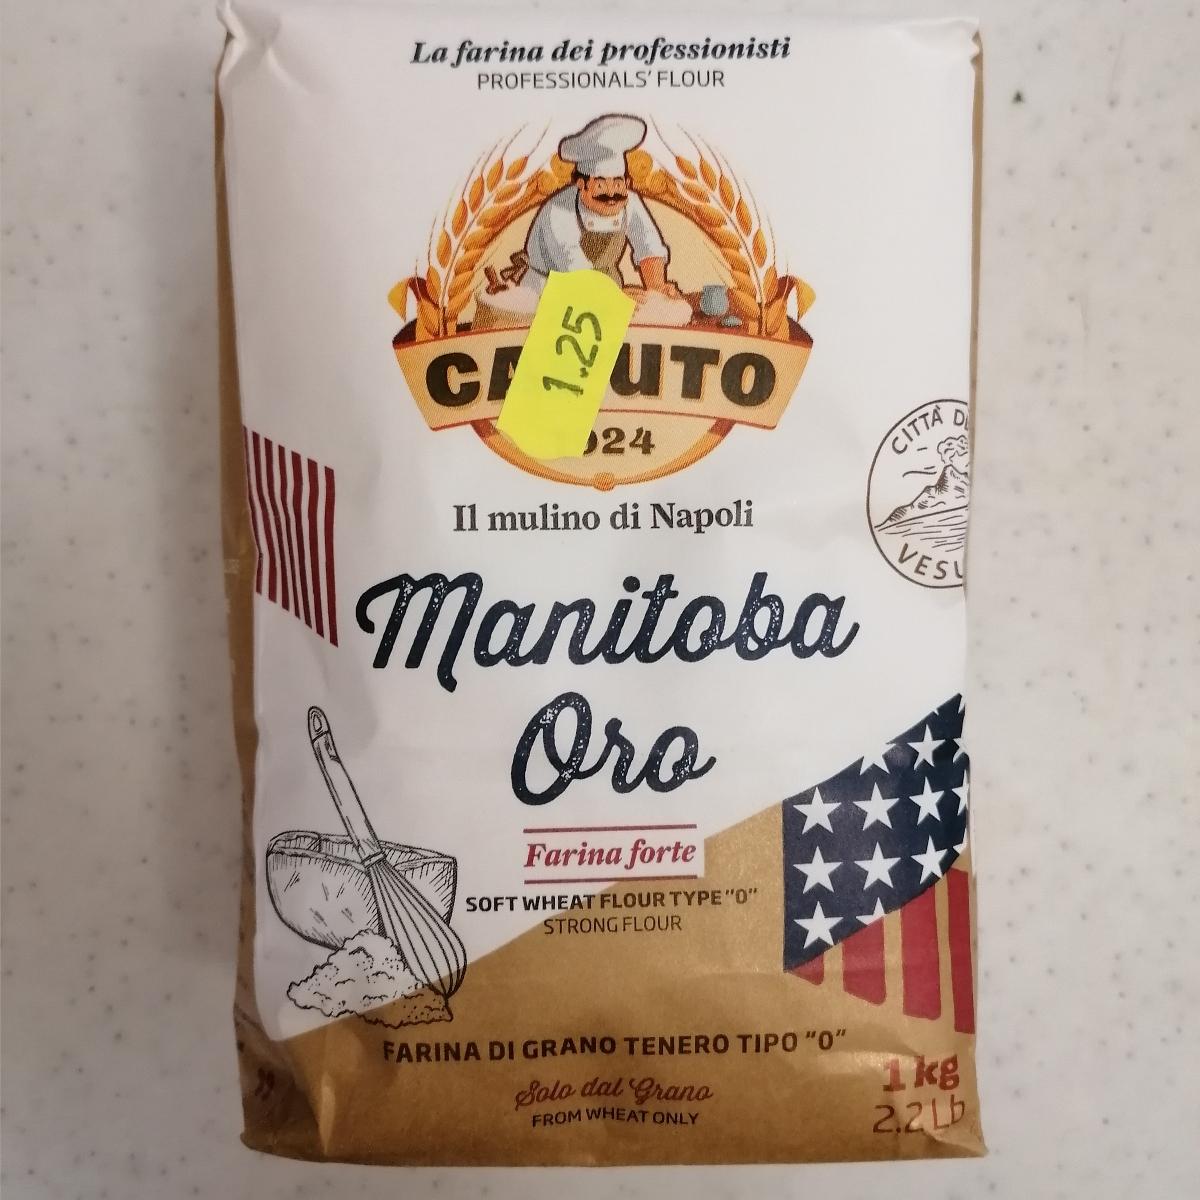 La farina dei professionisti
PROFESSIONALS' FLOUR
1.25
Il mulino di Napoli
CITTÀ
Manitoba
Oro
Farina forte
SOFT WHEAT FLOUR TYPE "0"
STRONG FLOUR
FARINA DI GRANO TENERO TIPO "0"
Solo dal Grano
FROM WHEAT ONLY
1 kg
2.2 Lb